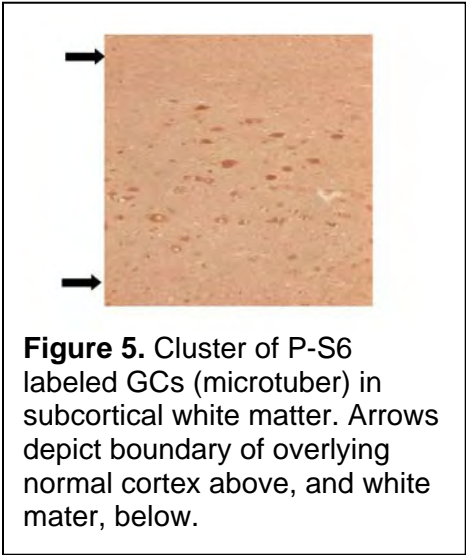 Figure 5. Cluster of P-S6
labeled GCs (microtuber) in
subcortical white matter. Arrows
depict boundary of overlying
normal cortex above, and white
mater, below.